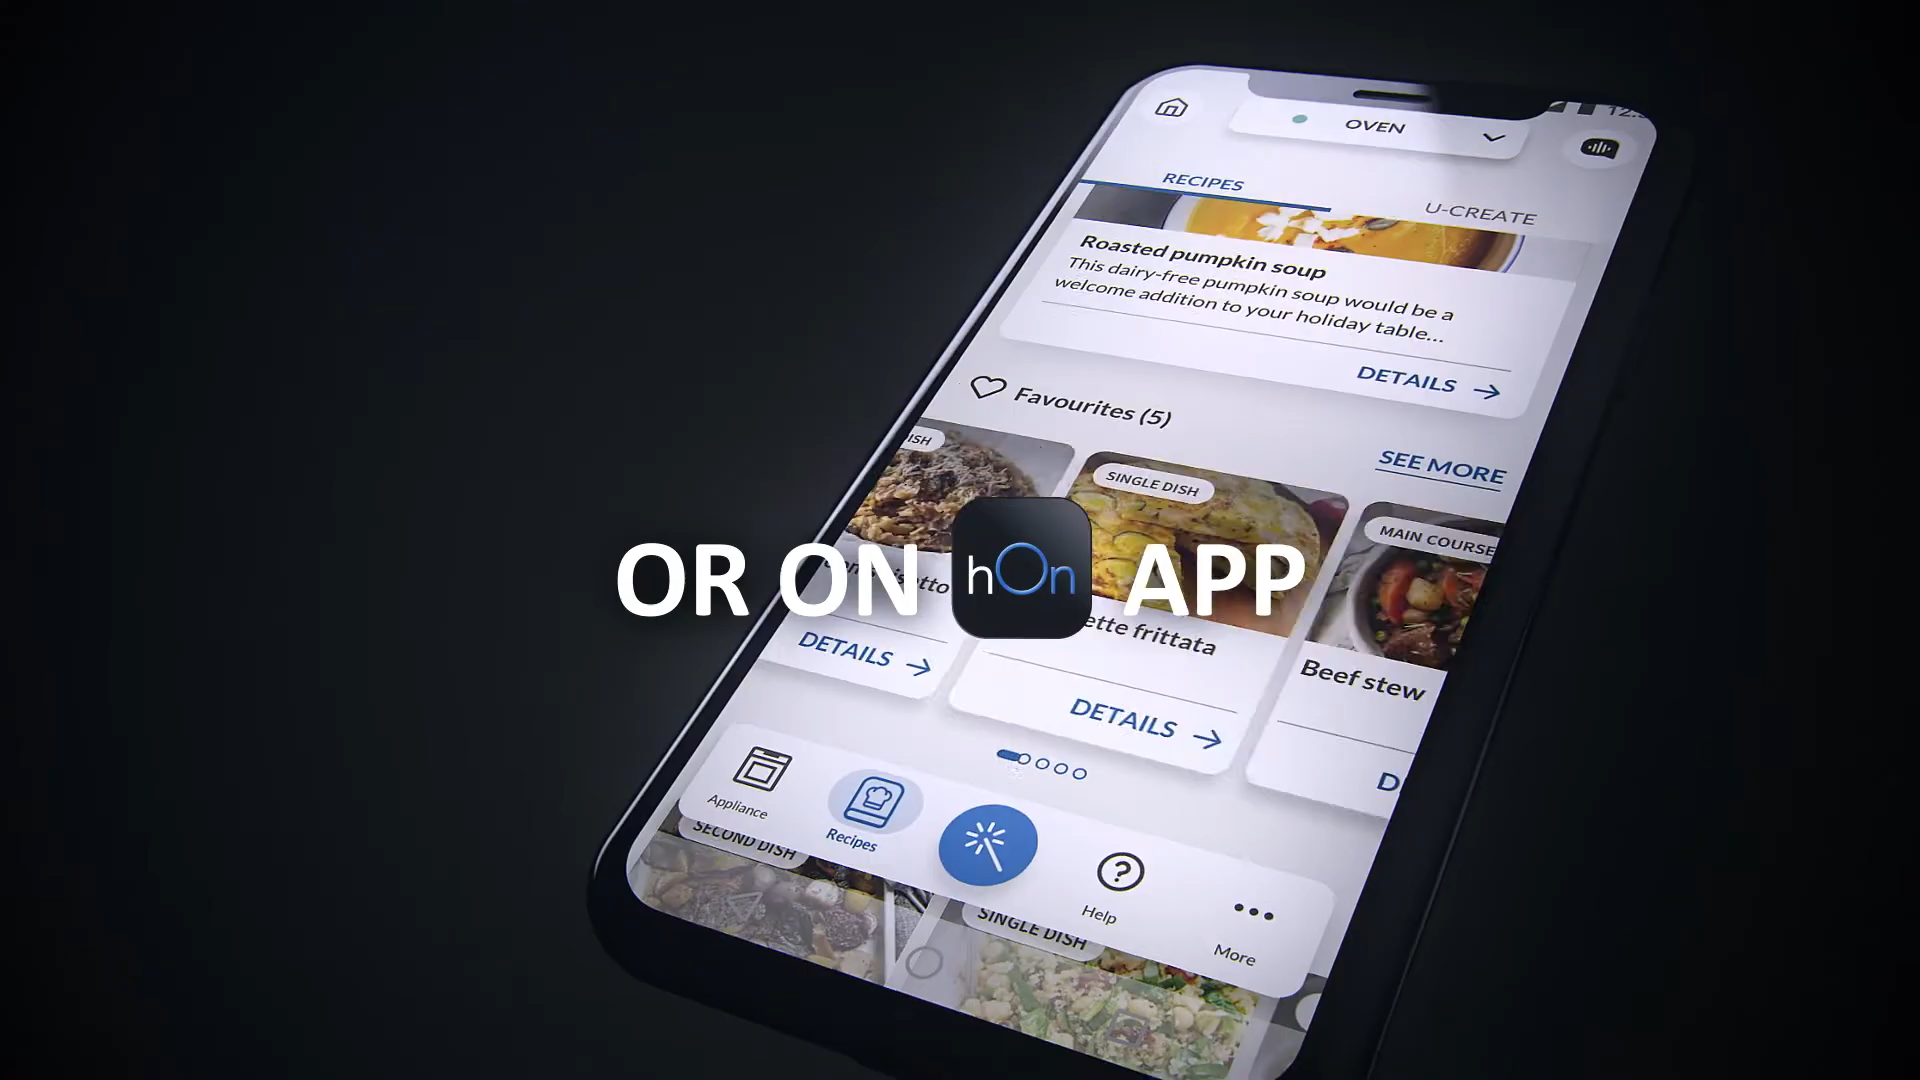 12.
OVEN
RECIPES
U-CREATE
Roasted pumpkin soup
This dairy-free pumpkin soup would be a
welcome addition to your holiday table...
DETAILS
Favourites (5)
SEE MORE
ISH
SINGLE DISH
MAIN COURSE
OR ON hOn APP
ette frittata
Beef stew
DETAILS
DETAILS
D
Appliance
Recipes
Help
More
SECOND DISH
SINGLE DISH